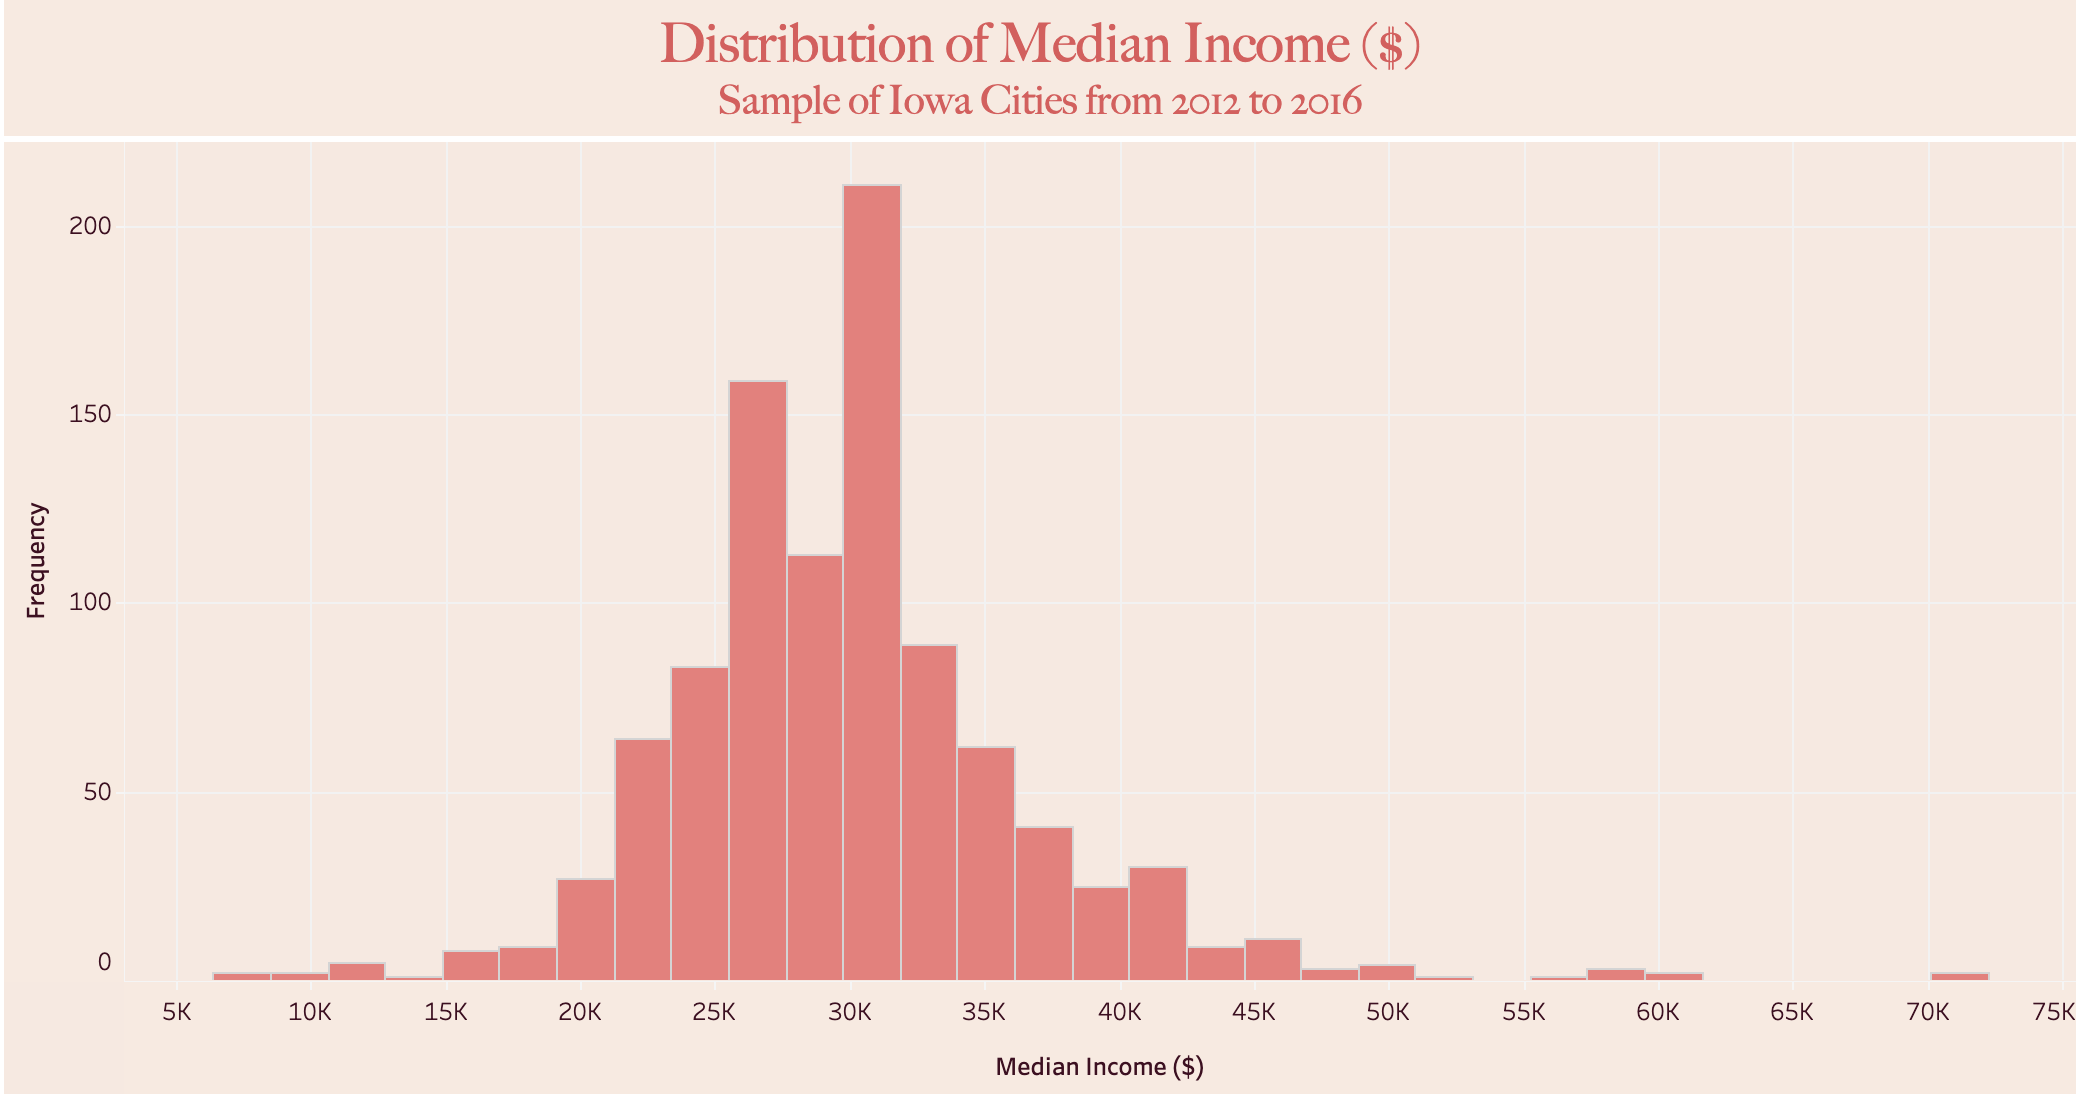 Distribution of Median Income ($)
Sample of Iowa Cities from 2012 to 2016
200
150
100
50
0
Frequency
5K 10K 15K 20K 25K 30K 35K 40K 45K 50K 55K 60K 65K 70K 75K
Median Income ($)